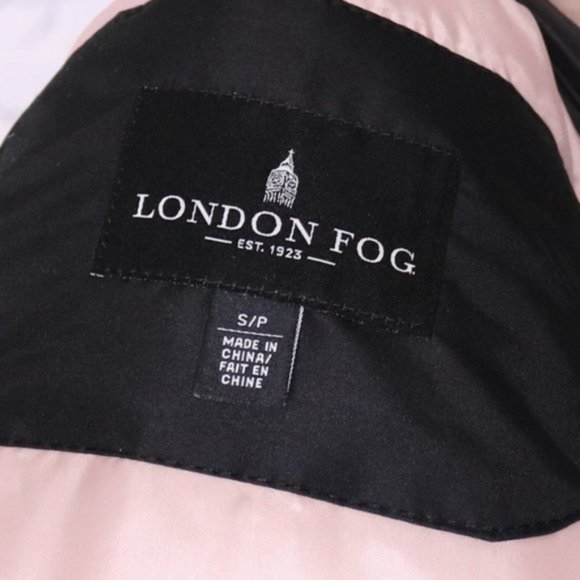 LONDON FOG
EST. 1923
S/P
MADE IN
CHINA/
FAIT EN
CHINE